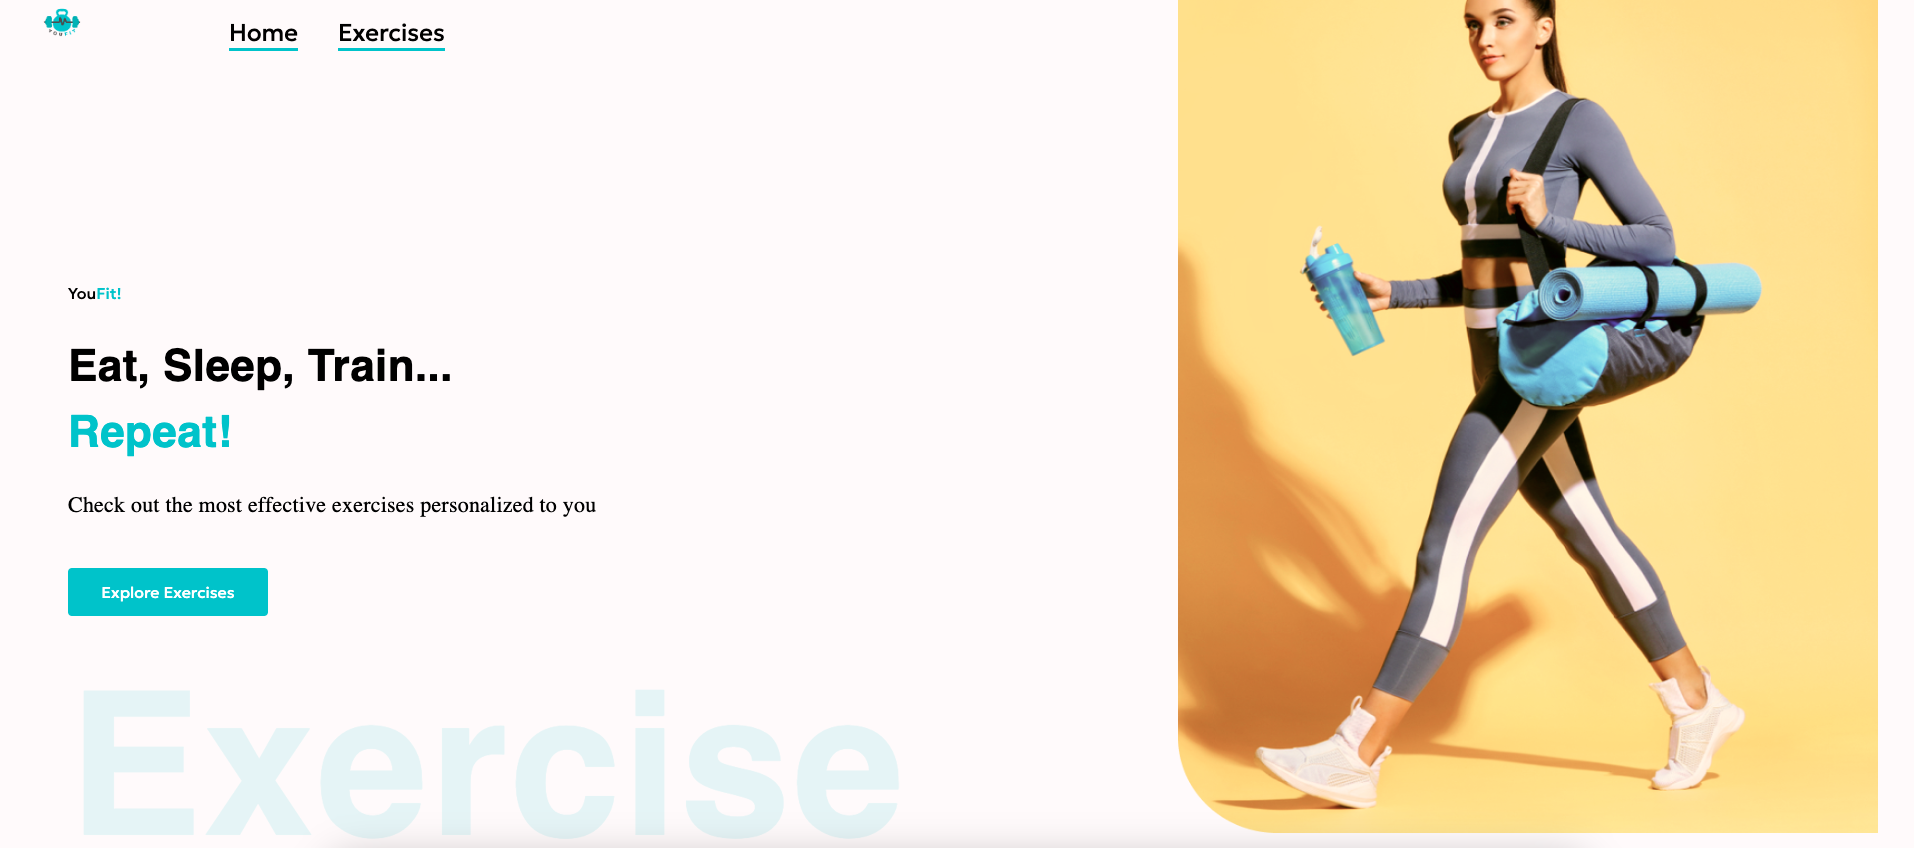 YOUFIT
Home Exercises
YouFit!
Eat, Sleep, Train...
Repeat!
Check out the most effective exercises personalized to you
Explore Exercises
Exercise